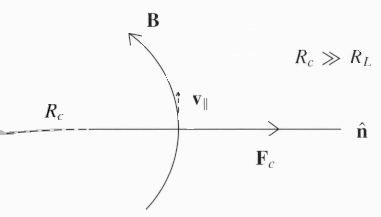 B
R_c ≫ R_L
v_∥
R_c
n̂
F_c